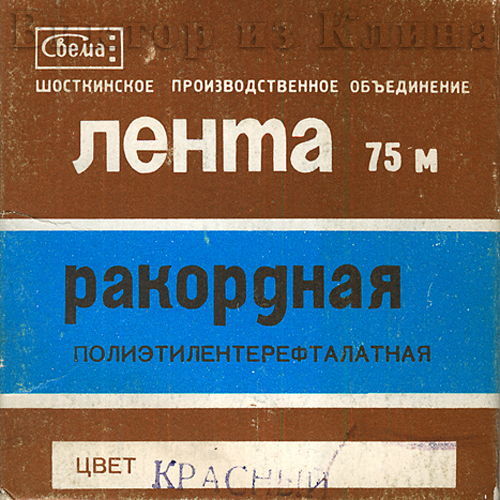 Виктор из Клина
Свема
ШОСТКИНСКОЕ ПРОИЗВОДСТВЕННОЕ ОБЪЕДИНЕНИЕ
лента 75 м
ракордная
ПОЛИЭТИЛЕНТЕРЕФТАЛАТНАЯ
ЦВЕТ КРАСНЫЙ